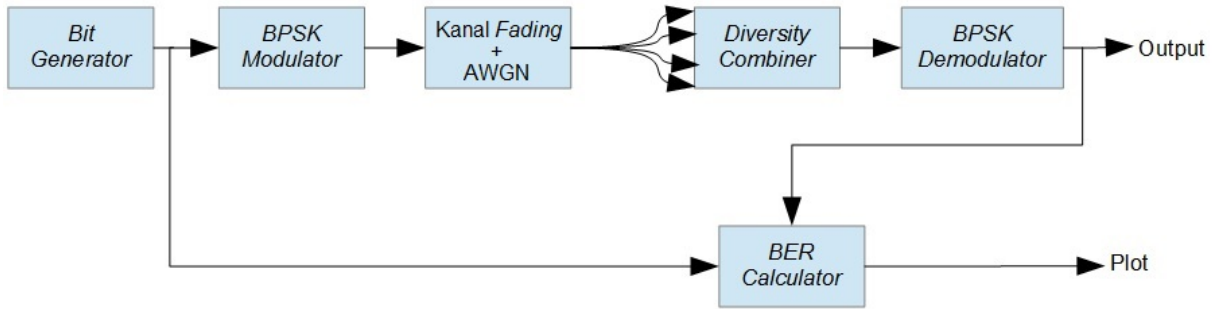 Bit
Generator
BPSK
Modulator
Kanal Fading
+
AWGN
Diversity
Combiner
BPSK
Demodulator
Output
BER
Calculator
Plot